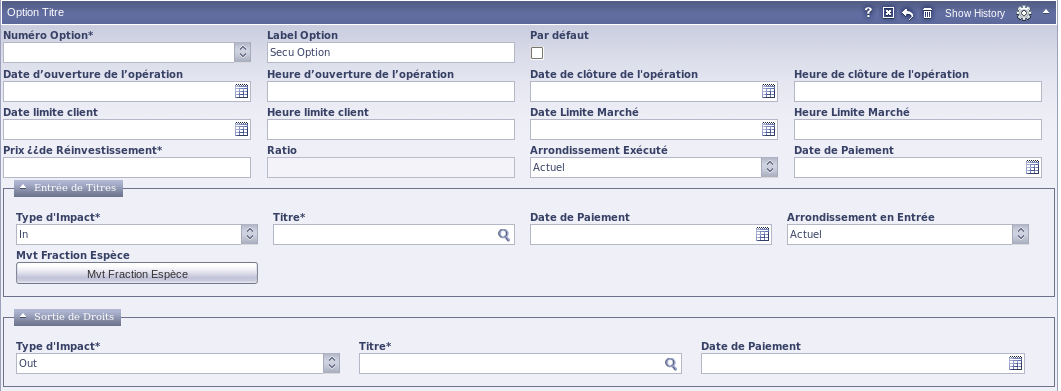 Option Titre ? Show History
Numéro Option* Label Option Par défaut
Secu Option
Date d’ouverture de l’opération Heure d’ouverture de l’opération Date de clôture de l'opération Heure de clôture de l'opération
Date limite client Heure limite client Date Limite Marché Heure Limite Marché
Prix ¿¿de Réinvestissement* Ratio Arrondissement Exécuté Date de Paiement
Actuel
Entrée de Titres
Type d'Impact* Titre* Date de Paiement Arrondissement en Entrée
In Actuel
Mvt Fraction Espèce
Mvt Fraction Espèce
Sortie de Droits
Type d'Impact* Titre* Date de Paiement
Out